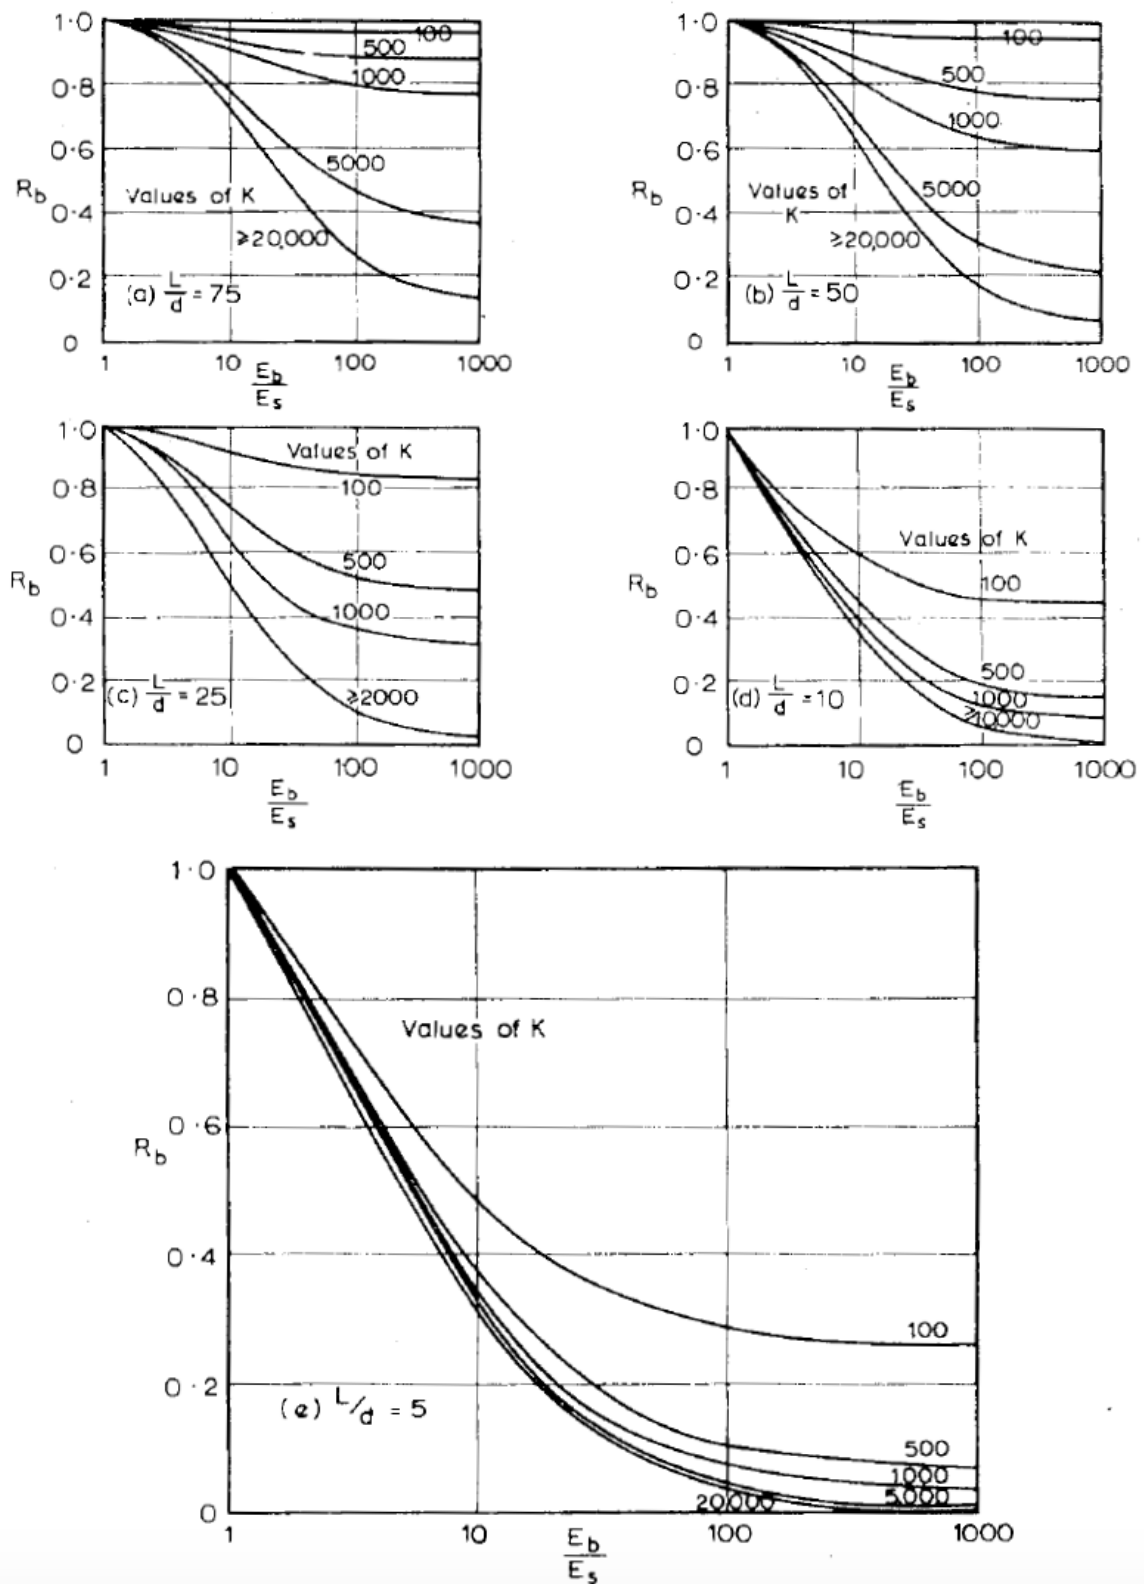 1.0
0.8
0.6
0.4
0.2
0
R_b
100
500
1000
5000
≥20,000
Values of K
(a) L/d = 75
1 10 100 1000
E_b/E_s
1.0
0.8
0.6
0.4
0.2
0
R_b
100
500
1000
5000
≥20,000
Values of
K
(b) L/d = 50
1 10 100 1000
E_b/E_s
1.0
0.8
0.6
0.4
0.2
0
R_b
Values of K
100
500
1000
≥2000
(c) L/d = 25
1 10 100 1000
E_b/E_s
1.0
0.8
0.6
0.4
0.2
0
R_b
Values of K
100
500
1000
≥10000
(d) L/d = 10
1 10 100 1000
E_b/E_s
1.0
0.8
0.6
0.4
0.2
0
R_b
Values of K
100
500
1000
5,000
20,000
(e) L/d = 5
1 10 100 1000
E_b/E_s